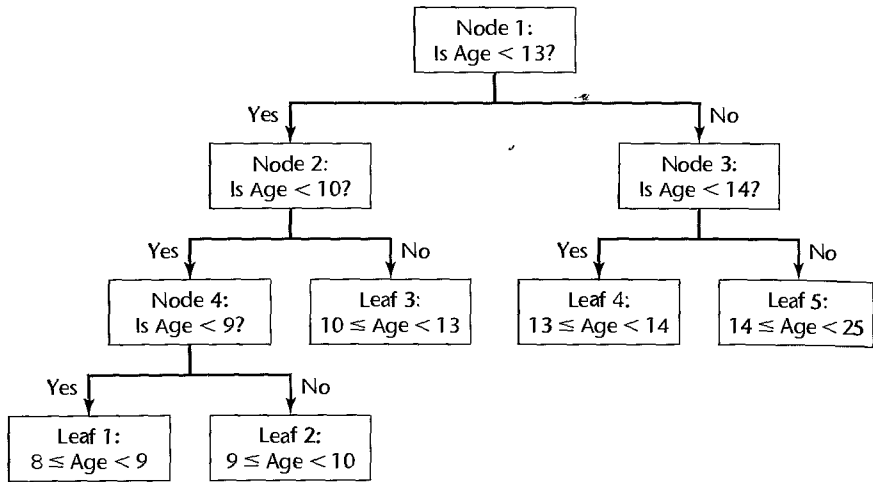 Node 1:
Is Age < 13?
Yes
No
Node 2:
Is Age < 10?
Node 3:
Is Age < 14?
Yes
No
Yes
No
Node 4:
Is Age < 9?
Leaf 3:
10 ≤ Age < 13
Leaf 4:
13 ≤ Age < 14
Leaf 5:
14 ≤ Age < 25
Yes
No
Leaf 1:
8 ≤ Age < 9
Leaf 2:
9 ≤ Age < 10